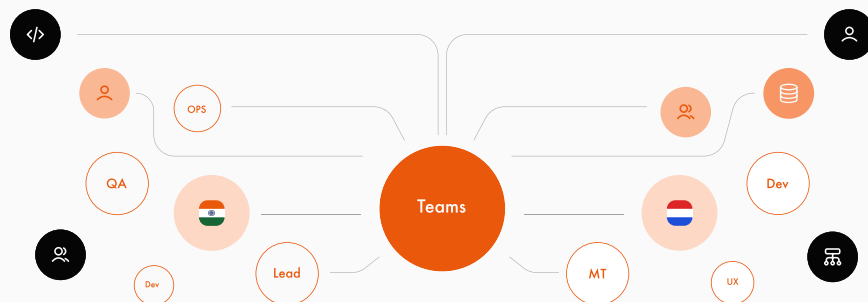 OPS
QA
Dev
Teams
Lead
MT
Dev
UX